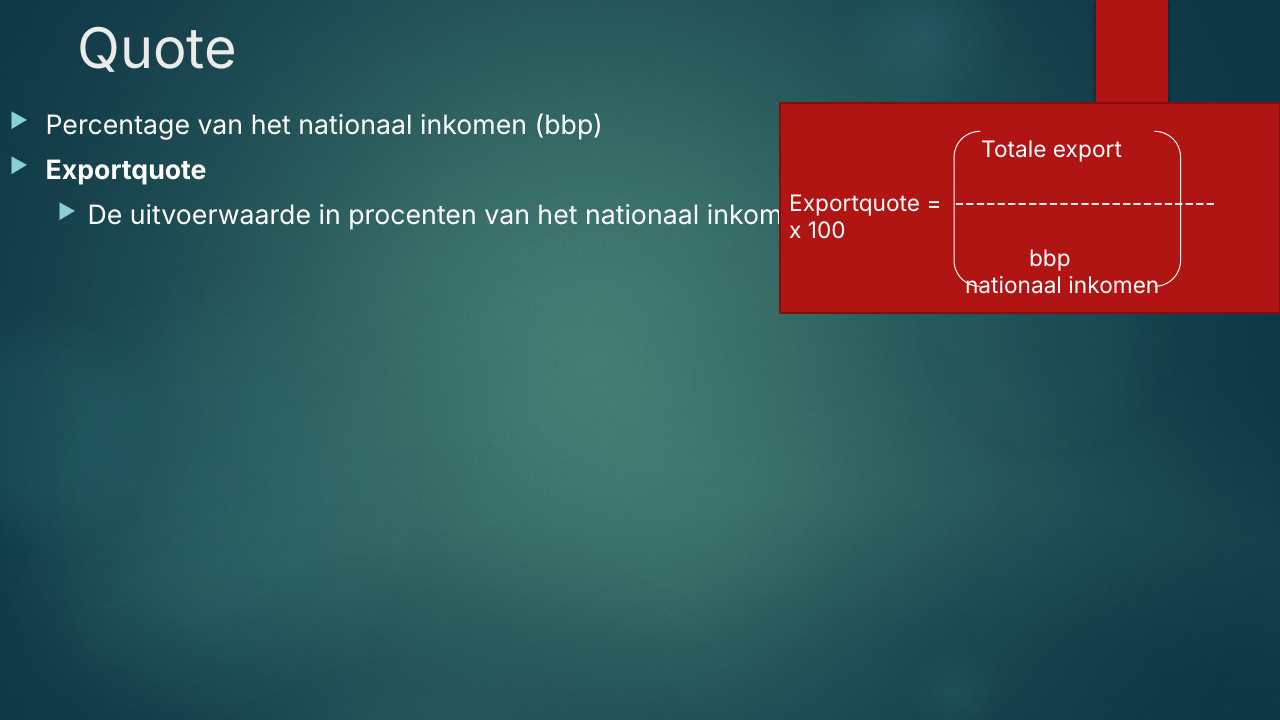 Quote
Percentage van het nationaal inkomen (bbp)
Exportquote
De uitvoerwaarde in procenten van het nationaal inkom
Totale export
Exportquote = ------------------------
x 100
bbp
nationaal inkomen